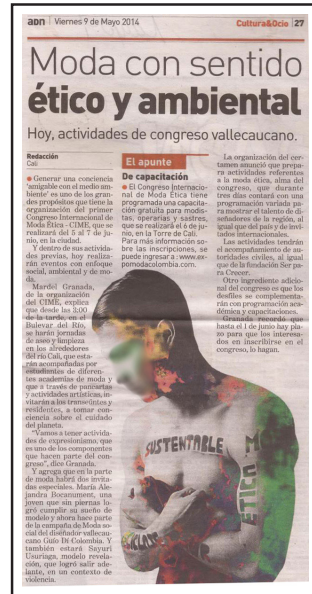 adn | Viernes 9 de Mayo 2014
Cultura&Ocio | 27
Moda con sentido
ético y ambiental
Hoy, actividades de congreso vallecaucano.
Redacción
Cali
Generar una conciencia
'amigable con el medio am-
biente' es uno de los gran-
des propósitos que tiene la
organización del primer
Congreso Internacional de
Moda Ética - CIME, que se
realizará del 5 al 7 de ju-
nio, en la ciudad.
Y dentro de sus activida-
des previas, hoy realiza-
rán eventos con enfoque
social, ambiental y de mo-
da.
Mardel Granada,
de la organización
del CIME, explica
que desde las 2:00
de la tarde, en el
Bulevar del Río,
se harán jornadas
de aseo y limpieza
en los alrededores
del río Cali, que esta-
rán acompañadas por
estudiantes de diferen-
tes academias de moda y
que a través de pinturas
y actividades artísticas, in-
vitarán a los transeúntes y
residentes, a tomar con-
ciencia sobre el cuidado
del planeta.
"Vamos a tener activida-
des de expresionismo, que
es uno de los componentes
que hacen parte del con-
greso", dice Granada.
Y agrega que en la parte
de moda habrá dos invita-
das especiales. María Ale-
jandra Bocanument, una
joven que sin piernas lo-
gró cumplir su sueño de
modelo y ahora hace parte
de la campaña de Moda so-
cial del diseñador vallecau-
cano Guio Di Colombia. Y
también estará Sayuri
Usuriaga, modelo revela-
ción, que logró salir ade-
lante, en un contexto de
violencia.
El apunte
De capacitación
El Congreso Internacio-
nal de Moda Ética tiene
programada una capacita-
ción gratuita para modis-
tas, operarias y sastres,
que se realizará el 6 de ju-
nio, en la Torre de Cali.
Para más información so-
bre las inscripciones, se
puede ingresar a: www.ex-
pomodacolombia.com.
La organización del cer-
tamen anunció que prepa-
ra actividades referentes
a la moda ética, alma del
congreso, que durante
tres días contará con una
programación variada pa-
ra mostrar el talento de di-
señadores de la región, al
igual que del país y de invi-
tados internacionales.
Las actividades tendrán
el acompañamiento de au-
toridades civiles, al igual
que de la fundación Ser pa-
ra Crecer.
Otro ingrediente adicio-
nal del congreso es que los
desfiles se complementa-
rán con programación aca-
démica y capacitaciones.
Granada recordó que
hasta el 1 de junio hay pla-
zo para que los interesa-
dos en inscribirse en el
congreso, lo hagan.
SUSTENTABLE
ÉTICA